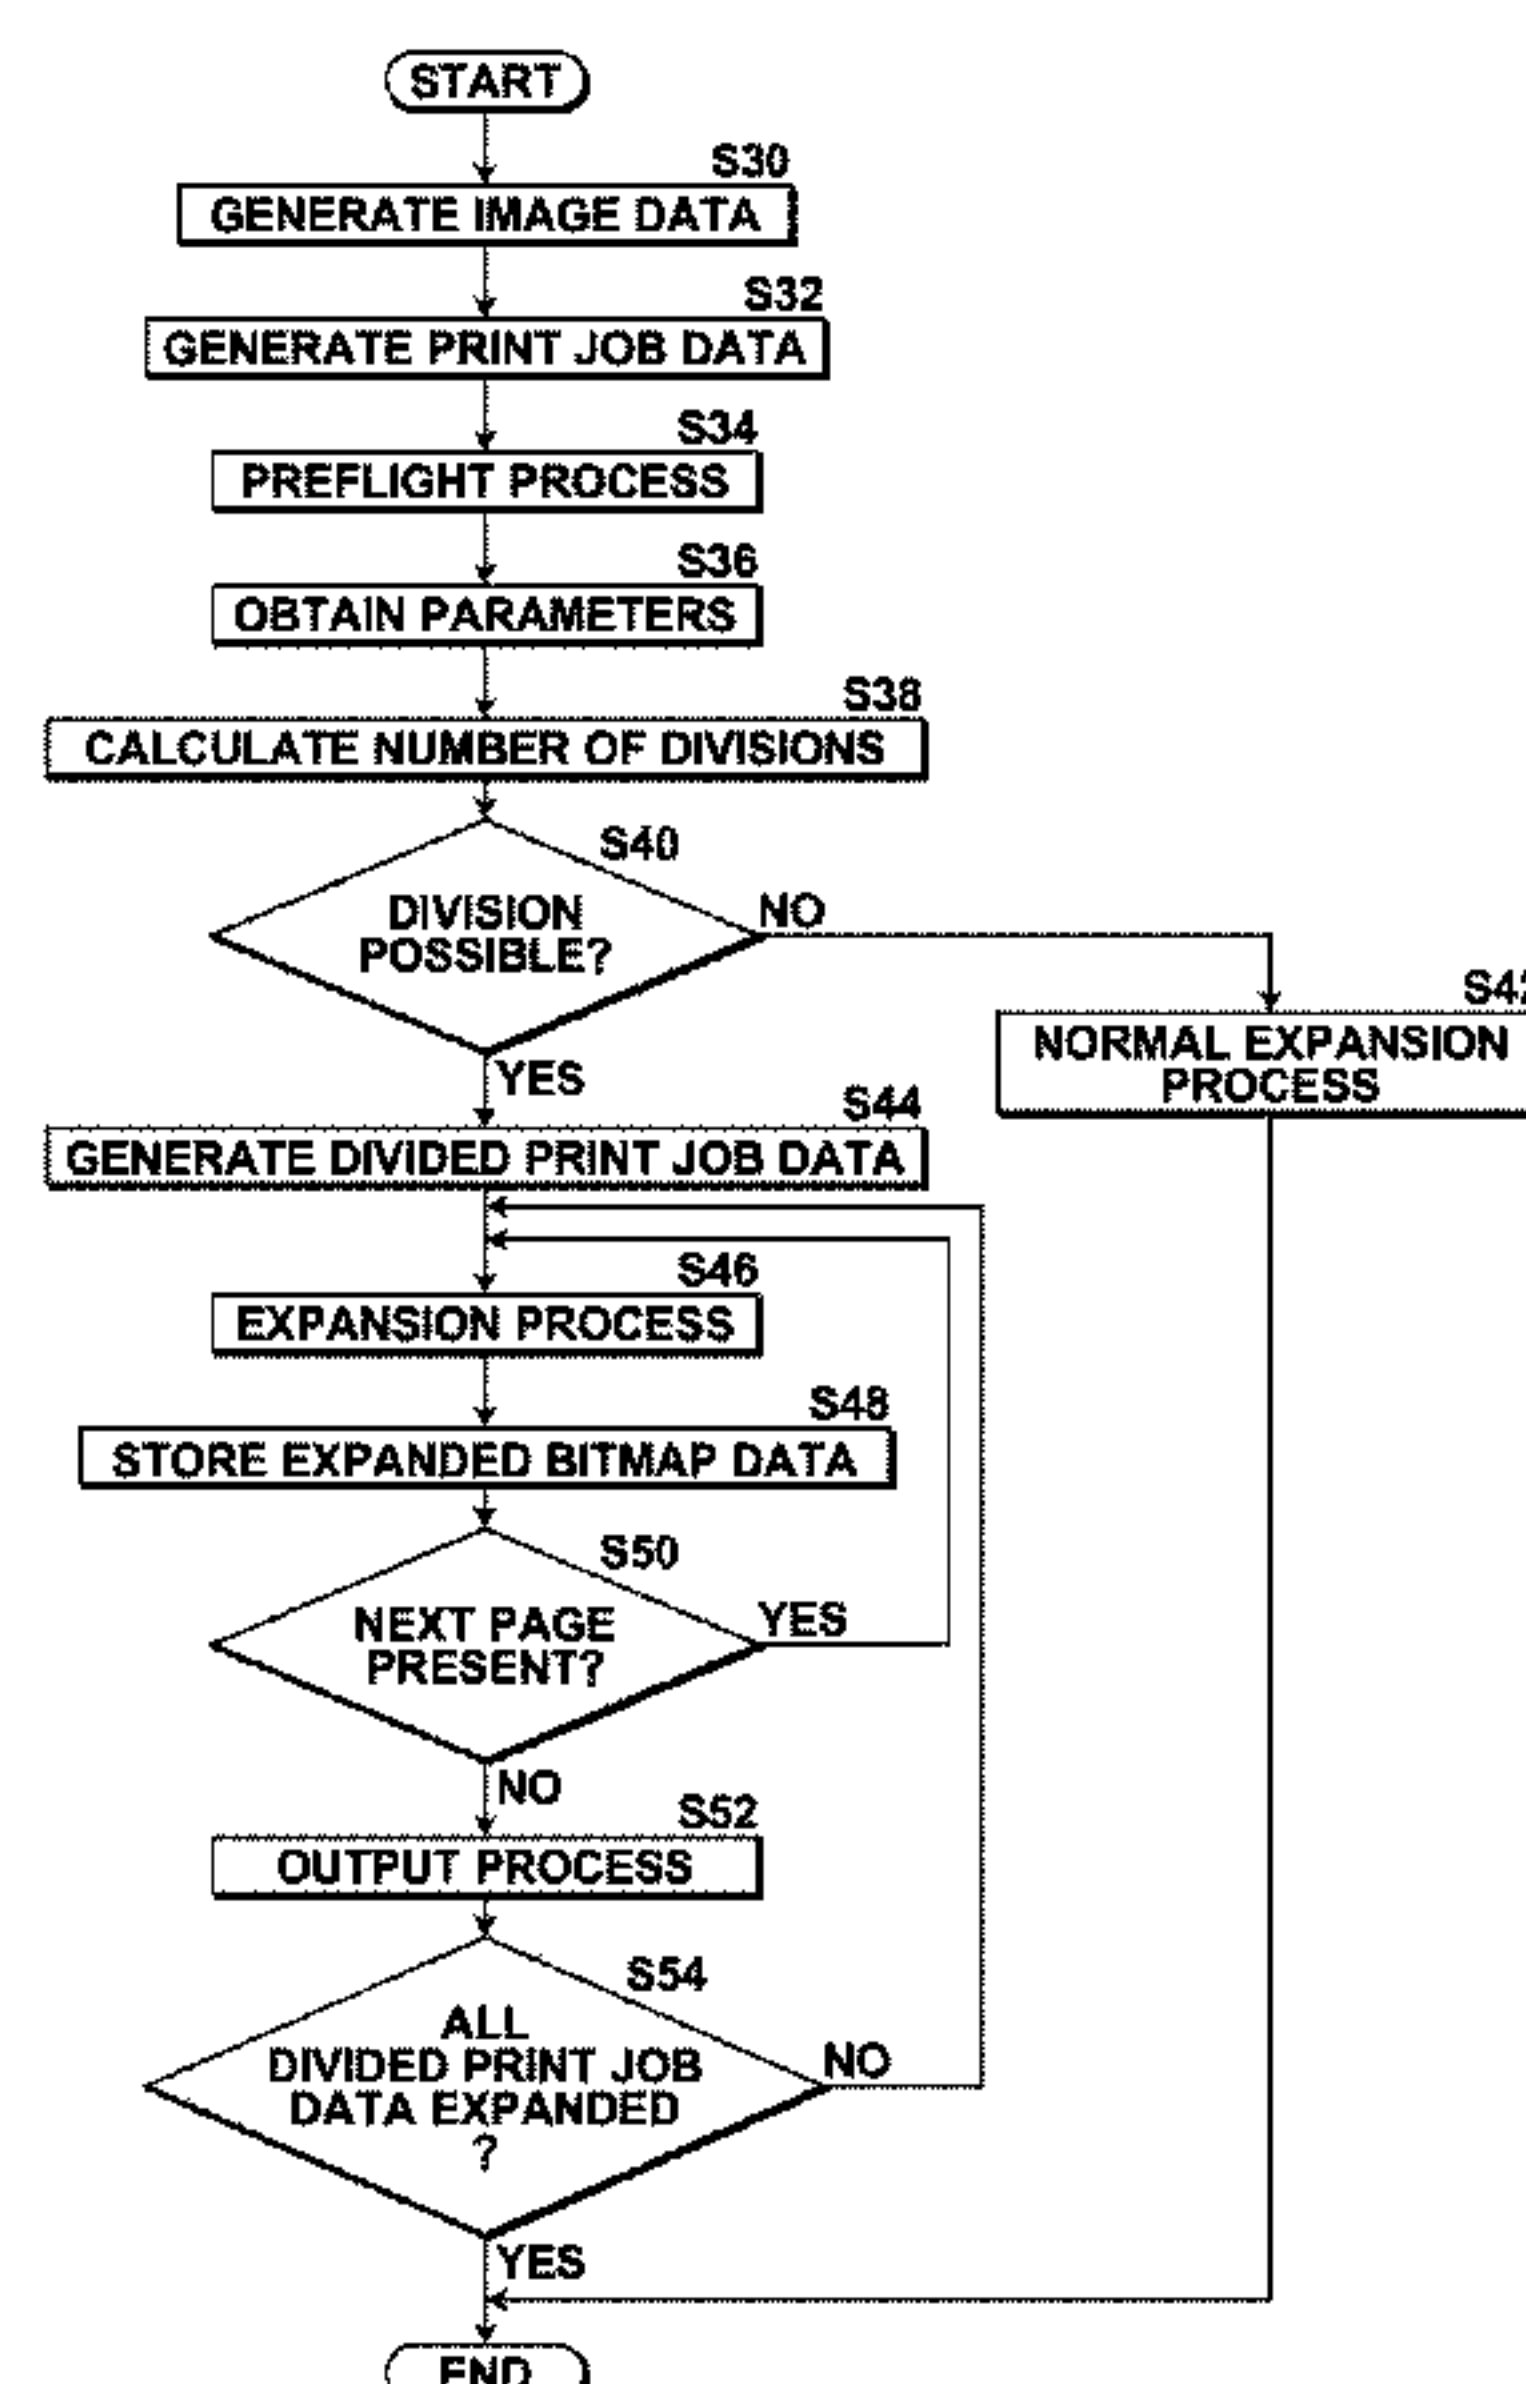 START
S30
GENERATE IMAGE DATA
S32
GENERATE PRINT JOB DATA
S34
PREFLIGHT PROCESS
S36
OBTAIN PARAMETERS
S38
CALCULATE NUMBER OF DIVISIONS
S40
DIVISION
POSSIBLE?
NO
S42
NORMAL EXPANSION
PROCESS
YES
S44
GENERATE DIVIDED PRINT JOB DATA
S46
EXPANSION PROCESS
S48
STORE EXPANDED BITMAP DATA
S50
NEXT PAGE
PRESENT?
YES
NO
S52
OUTPUT PROCESS
S54
ALL
DIVIDED PRINT JOB
DATA EXPANDED
?
NO
YES
END